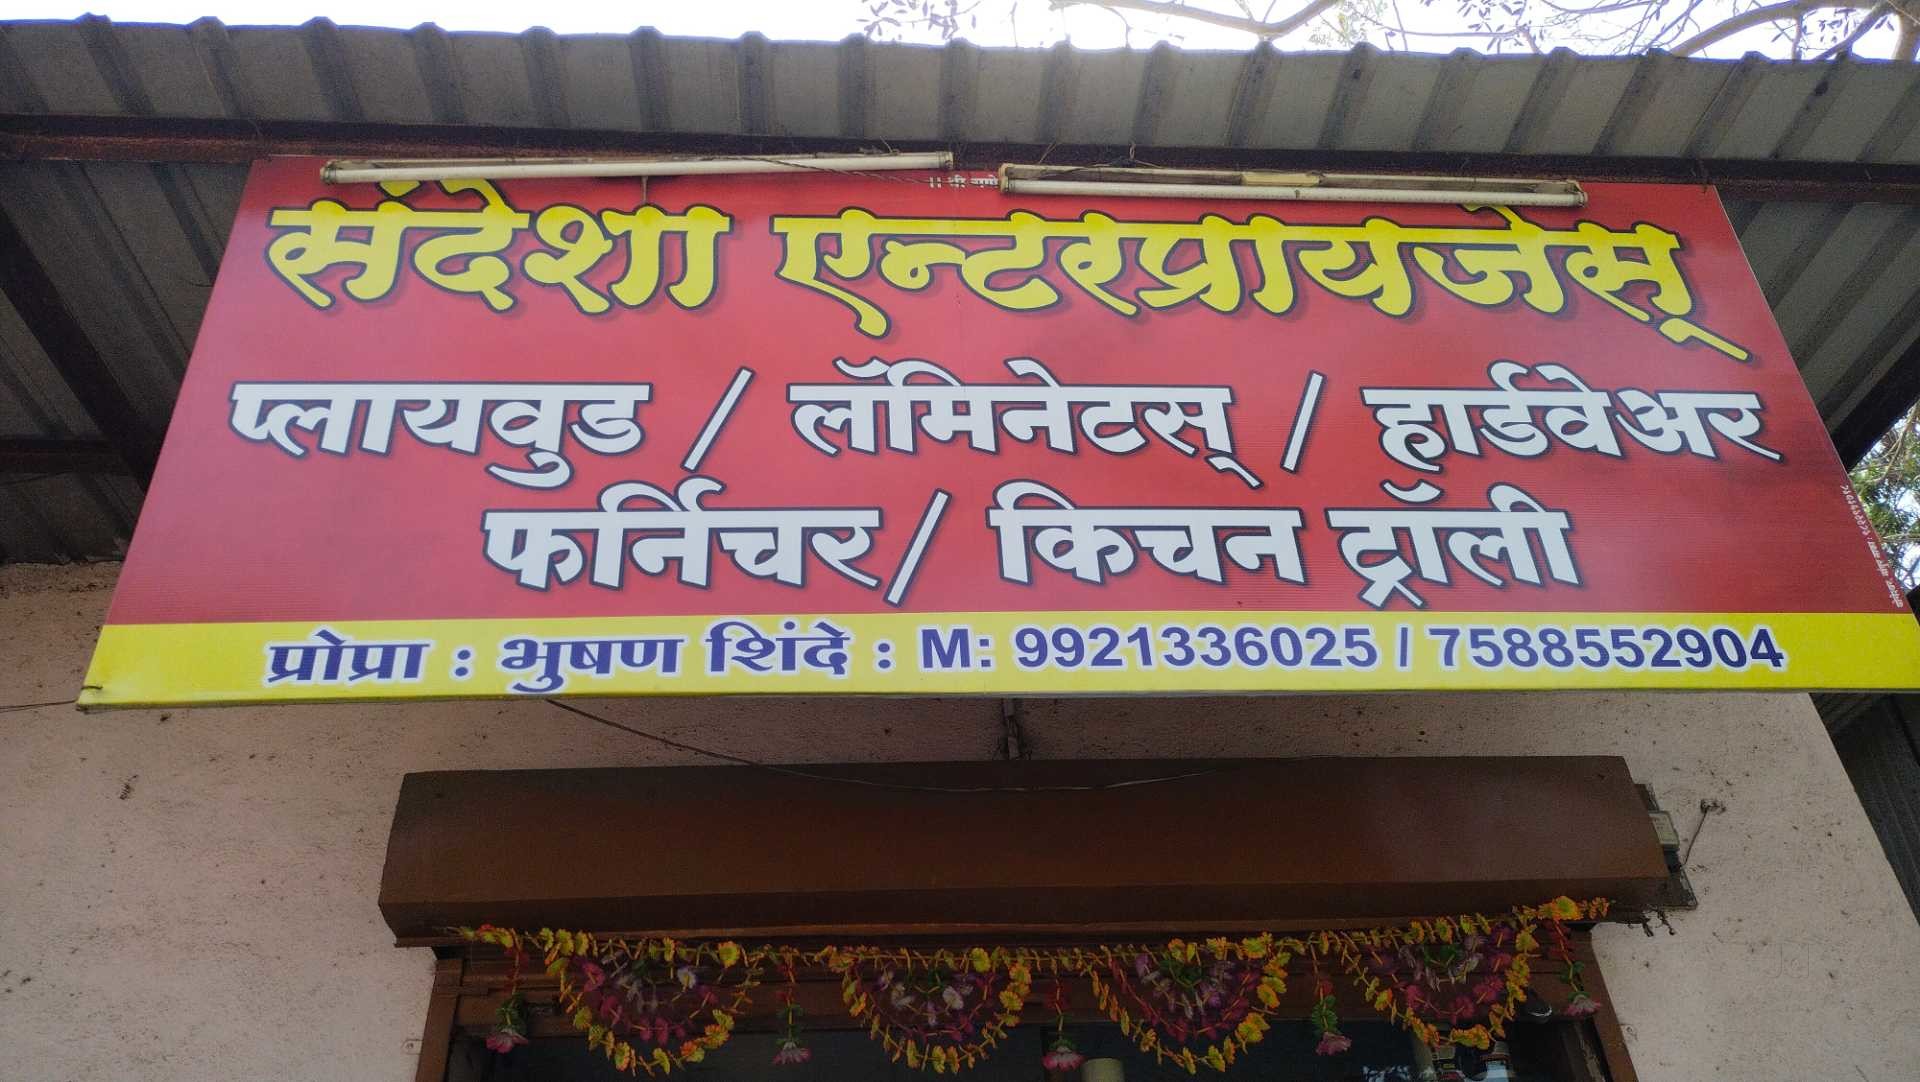 संदेशा एन्टरप्रायजेस्
प्लायवुड / लॅमिनेटस् / हार्डवेअर
फर्निचर / किचन ट्रॉली
प्रोप्रा : भुषण शिंदे : M: 9921336025 / 7588552904